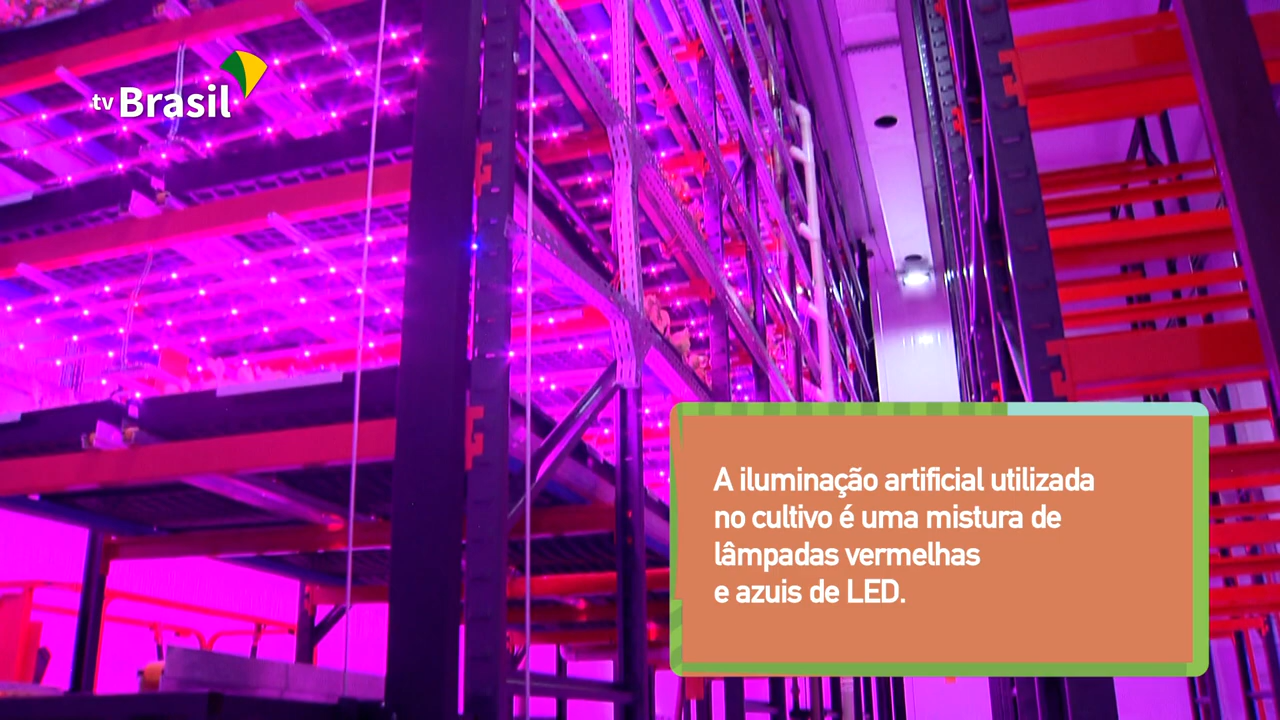 tv Brasil
A iluminação artificial utilizada
no cultivo é uma mistura de
lâmpadas vermelhas
e azuis de LED.